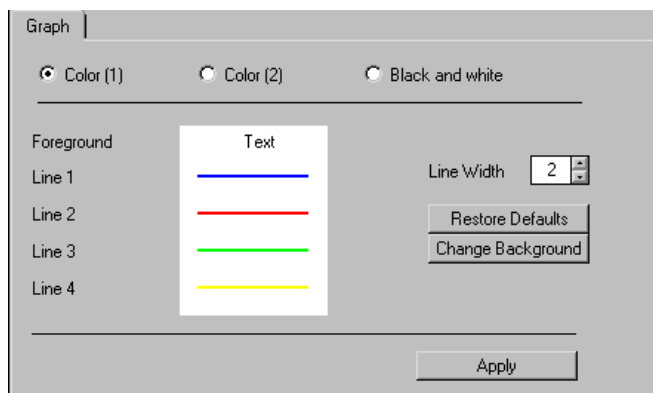 Graph
Color (1) Color (2) Black and white
Foreground Text
Line 1 Line Width 2
Line 2 Restore Defaults
Line 3 Change Background
Line 4
Apply